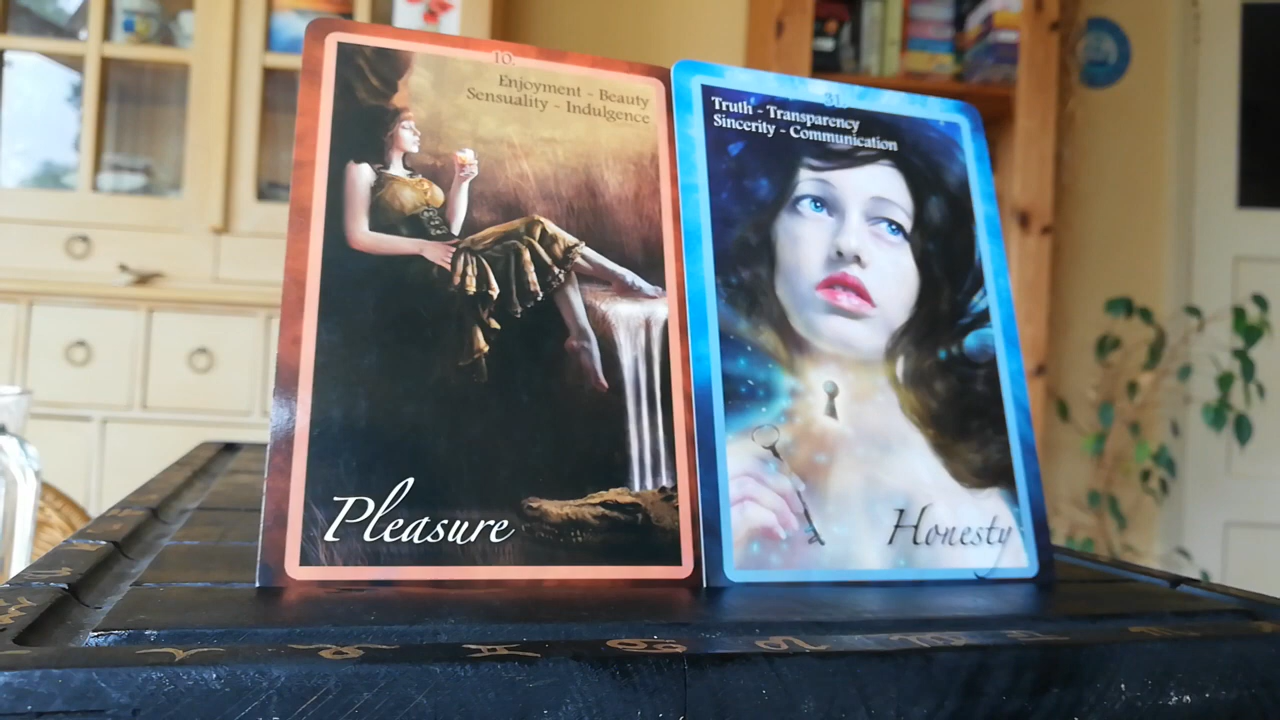 10.
Enjoyment - Beauty
Sensuality - Indulgence
Pleasure
31.
Truth - Transparency
Sincerity - Communication
Honesty